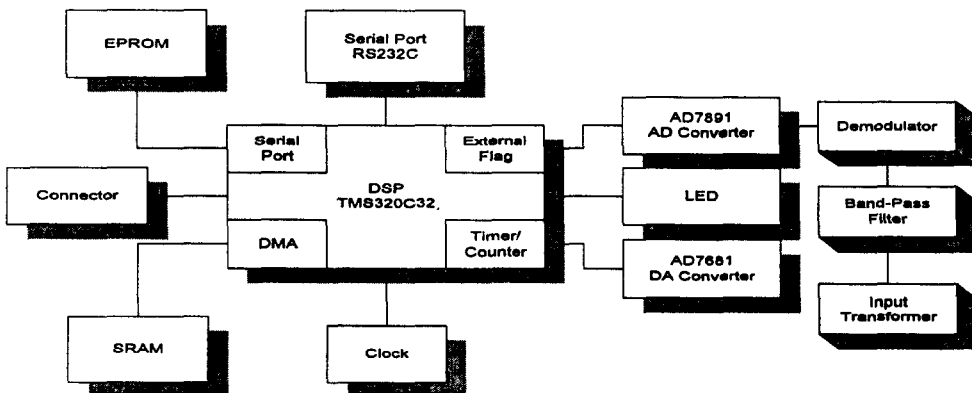 EPROM
Serial Port
RS232C
Serial
Port
External
Flag
AD7891
AD Converter
Demodulator
Connector
DSP
TMS320C32
LED
Band-Pass
Filter
DMA
Timer/
Counter
AD7681
DA Converter
Input
Transformer
SRAM
Clock